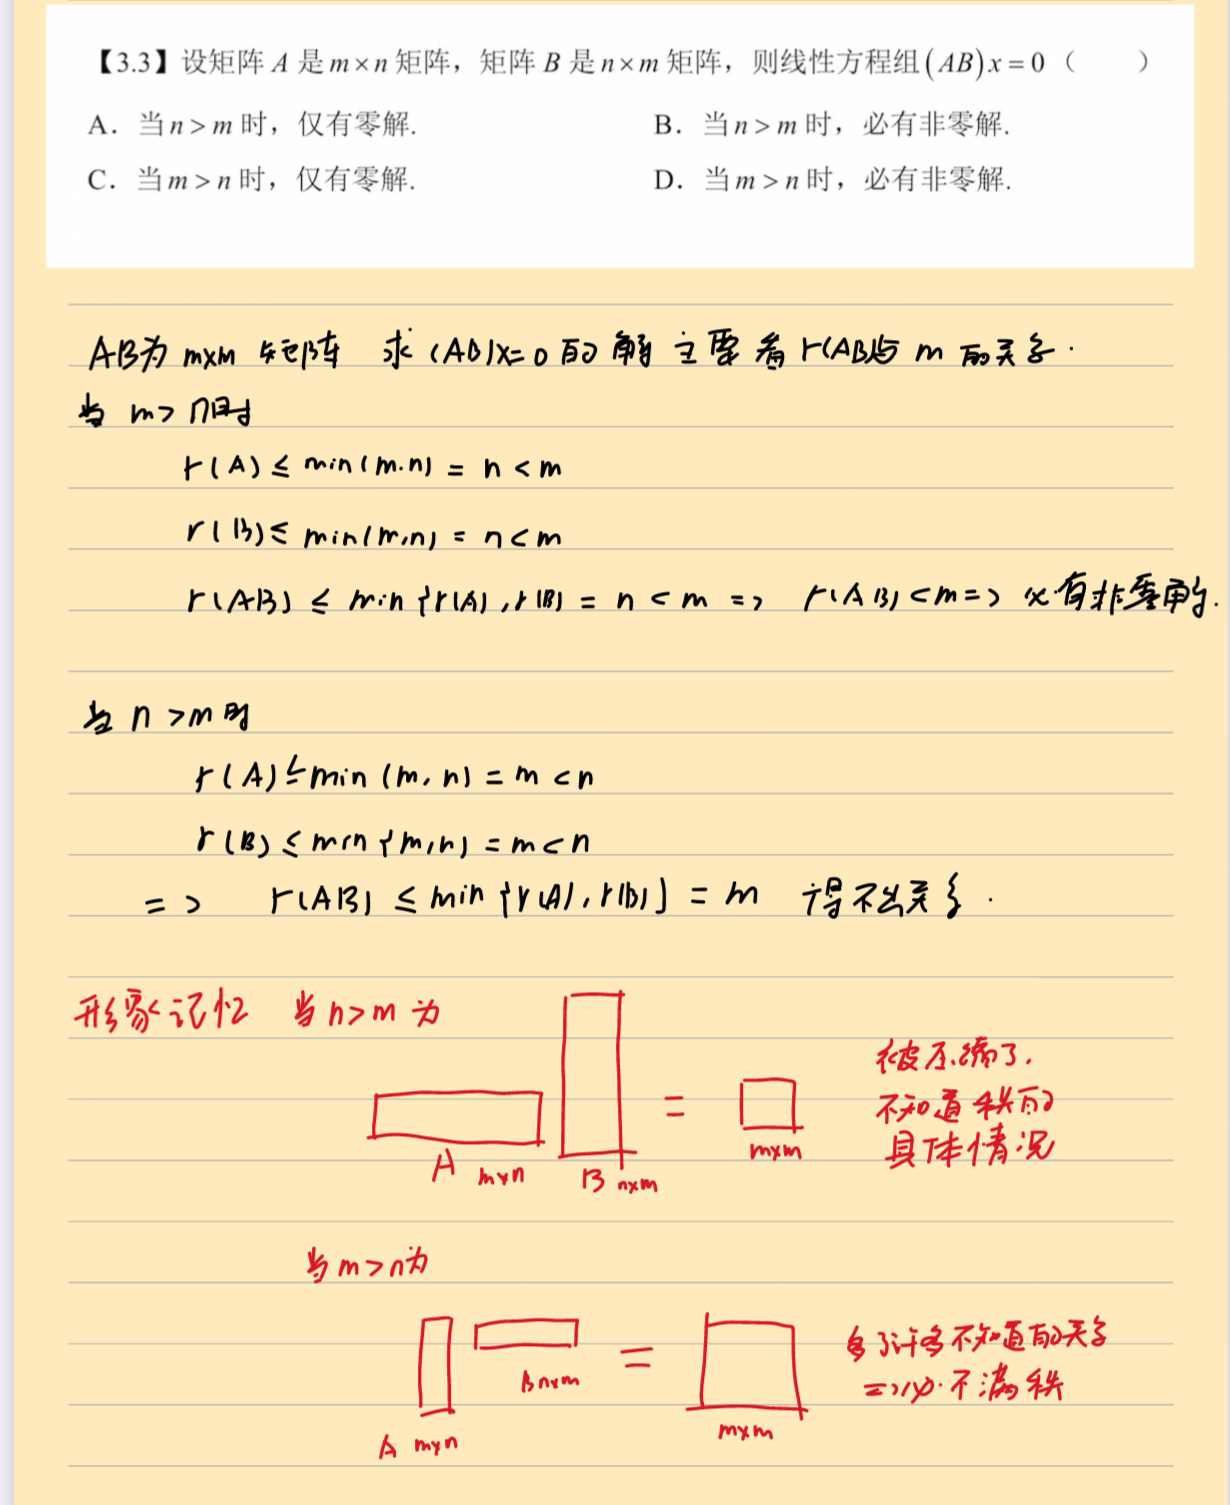 【3.3】设矩阵 A 是 m×n 矩阵，矩阵 B 是 n×m 矩阵，则线性方程组(AB)x=0（　　）
A．当 n>m 时，仅有零解.
B．当 n>m 时，必有非零解.
C．当 m>n 时，仅有零解.
D．当 m>n 时，必有非零解.
AB为 m×m 矩阵 求 (AB)x=0 的解 主要看 r(AB)与 m 的关系.
当 m>n时
r(A)≤ min(m.n) = n<m
r(B)≤ min(m,n) = n<m
r(AB) ≤ min{r(A),r(B) = n<m => r(AB)<m => 必有非零解.
当 n>m 时
r(A)≤min(m,n)=m<n
r(B)≤min{m,n)=m<n
=> r(AB) ≤ min{r(A),r(B)} = m 得不出关系.
形象记忆 当 n>m 为
被压缩了.
不知道秩的
具体情况
=
A m×n
B n×m
m×m
当 m>n为
多了许多不知道的关系
=>必不满秩
=
B n×m
A m×n
m×m